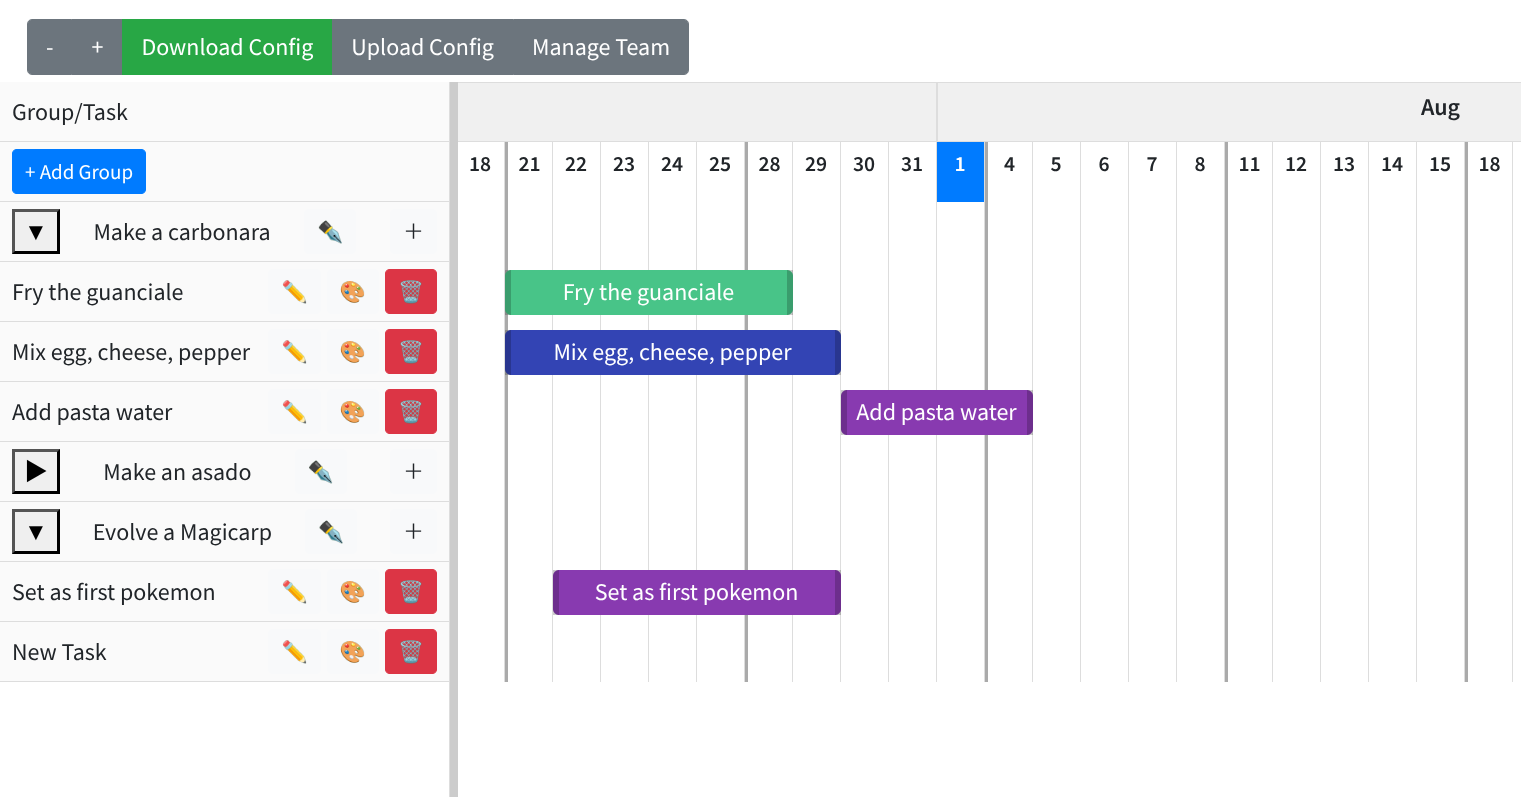 - + Download Config Upload Config Manage Team
Group/Task
Aug
+ Add Group
18 21 22 23 24 25 28 29 30 31 1 4 5 6 7 8 11 12 13 14 15 18
▼ Make a carbonara +
Fry the guanciale
Fry the guanciale
Mix egg, cheese, pepper
Mix egg, cheese, pepper
Add pasta water
Add pasta water
▶ Make an asado +
▼ Evolve a Magicarp +
Set as first pokemon
Set as first pokemon
New Task